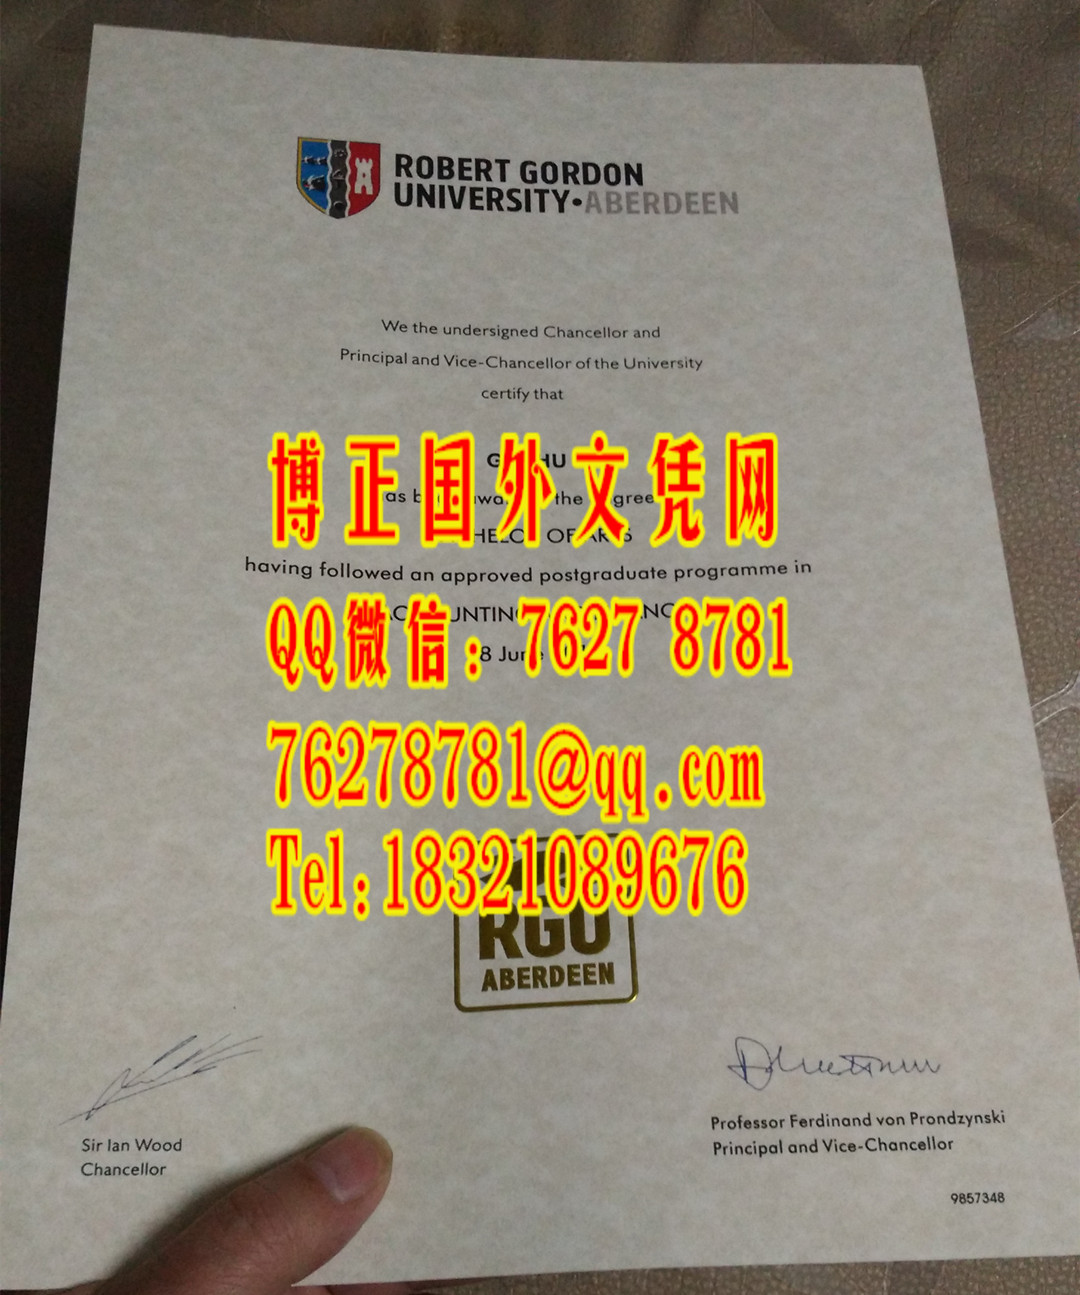 ROBERT GORDON
UNIVERSITY•ABERDEEN
We the undersigned Chancellor and
Principal and Vice-Chancellor of the University
certify that
博正国外文凭网
the
having followed an approved postgraduate programme in
QQ微信：7627 8781
8 June
76278781@qq.com
Tel:18321089676
RGU
ABERDEEN
Sir Ian Wood
Chancellor
Professor Ferdinand von Prondzynski
Principal and Vice-Chancellor
9857348